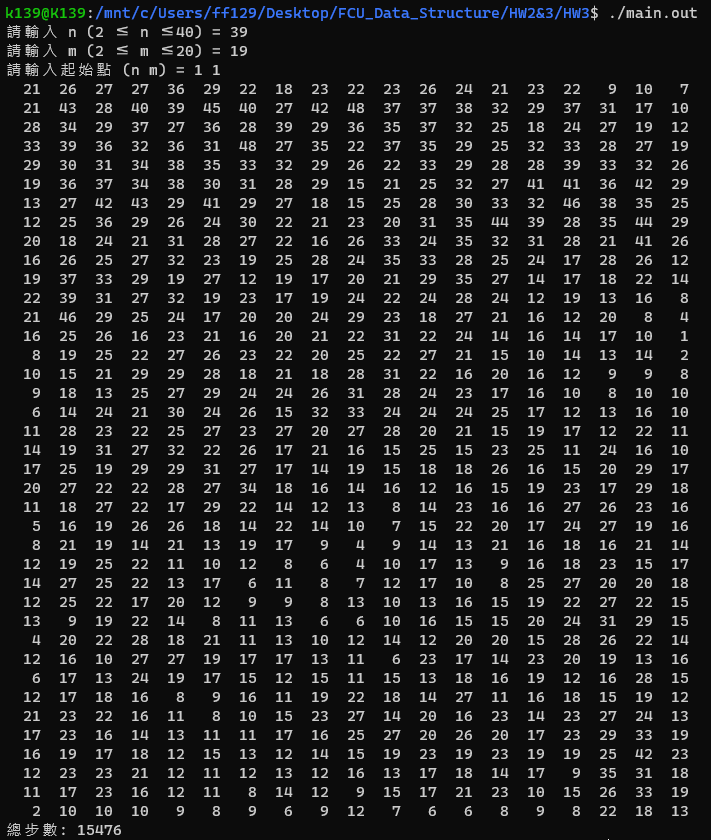 k139@k139:/mnt/c/Users/ff129/Desktop/FCU_Data_Structure/HW2&3/HW3$ ./main.out
請輸入 n (2 ≤ n ≤40) = 39
請輸入 m (2 ≤ m ≤20) = 19
請輸入起始點 (n m) = 1 1
21 26 27 27 36 29 22 18 23 22 23 26 24 21 23 22 9 10 7
21 43 28 40 39 45 40 27 42 48 37 37 38 32 29 37 31 17 10
28 34 29 37 27 36 28 39 29 36 35 37 32 25 18 24 27 19 12
33 39 36 32 36 31 48 27 35 22 37 35 29 25 32 33 28 27 19
29 30 31 34 38 35 33 32 29 26 22 33 29 28 28 39 33 32 26
19 36 37 34 38 30 31 28 29 15 21 25 32 27 41 41 36 42 29
13 27 42 43 29 41 29 27 18 15 25 28 30 33 32 46 38 35 25
12 25 36 29 26 24 30 22 21 23 20 31 35 44 39 28 35 44 29
20 18 24 21 31 28 27 22 16 26 33 24 35 32 31 28 21 41 26
16 26 25 27 32 23 19 25 28 24 35 33 28 25 24 17 28 26 12
19 37 33 29 19 27 12 19 17 20 21 29 35 27 14 17 18 22 14
22 39 31 27 32 19 23 17 19 24 22 24 28 24 12 19 13 16 8
21 46 29 25 24 17 20 20 24 29 23 18 27 21 16 12 20 8 4
16 25 26 16 23 21 16 20 21 22 31 22 24 14 16 14 17 10 1
8 19 25 22 27 26 23 22 20 25 22 27 21 15 10 14 13 14 2
10 15 21 29 29 28 18 21 18 28 31 22 16 20 16 12 9 9 8
9 18 13 25 27 29 24 24 26 31 28 24 23 17 16 10 8 10 10
6 14 24 21 30 24 26 15 32 33 24 24 24 25 17 12 13 16 10
11 28 23 22 25 27 23 27 20 27 28 20 21 15 19 17 12 22 11
14 19 31 27 32 22 26 17 21 16 15 25 15 23 25 11 24 16 10
17 25 19 29 29 31 27 17 14 19 15 18 18 26 16 15 20 29 17
20 27 22 22 28 27 34 18 16 14 16 12 16 15 19 23 17 29 18
11 18 27 22 17 29 22 14 12 13 8 14 23 16 16 27 26 23 16
5 16 19 26 26 18 14 22 14 10 7 15 22 20 17 24 27 19 16
8 21 19 14 21 13 19 17 9 4 9 14 13 21 16 18 16 21 14
12 19 25 22 11 10 12 8 6 4 10 17 13 9 16 18 23 15 17
14 27 25 22 13 17 6 11 8 7 12 17 10 8 25 27 20 20 18
12 25 22 17 20 12 9 9 8 13 10 13 16 15 19 22 27 22 15
13 9 19 22 14 8 11 13 6 6 10 16 15 15 20 24 31 29 15
4 20 22 28 18 21 11 13 10 12 14 12 20 20 15 28 26 22 14
12 16 10 27 27 19 17 17 13 11 6 23 17 14 23 20 19 13 16
6 17 13 24 19 17 15 12 15 11 15 13 18 16 19 12 16 28 15
12 17 18 16 8 9 16 11 19 22 18 14 27 11 16 18 15 19 12
21 23 22 16 11 8 10 15 23 27 14 20 16 23 14 23 27 24 13
17 23 16 14 13 11 11 17 16 25 27 20 26 20 17 23 29 33 19
16 19 17 18 12 15 13 12 14 15 19 23 19 23 19 19 25 42 23
12 23 23 21 12 11 12 13 12 16 13 17 18 14 17 9 35 31 18
11 17 23 16 12 11 8 14 12 9 15 17 21 23 10 15 26 33 19
2 10 10 10 9 8 9 6 9 12 7 6 6 8 9 8 22 18 13
總步數: 15476